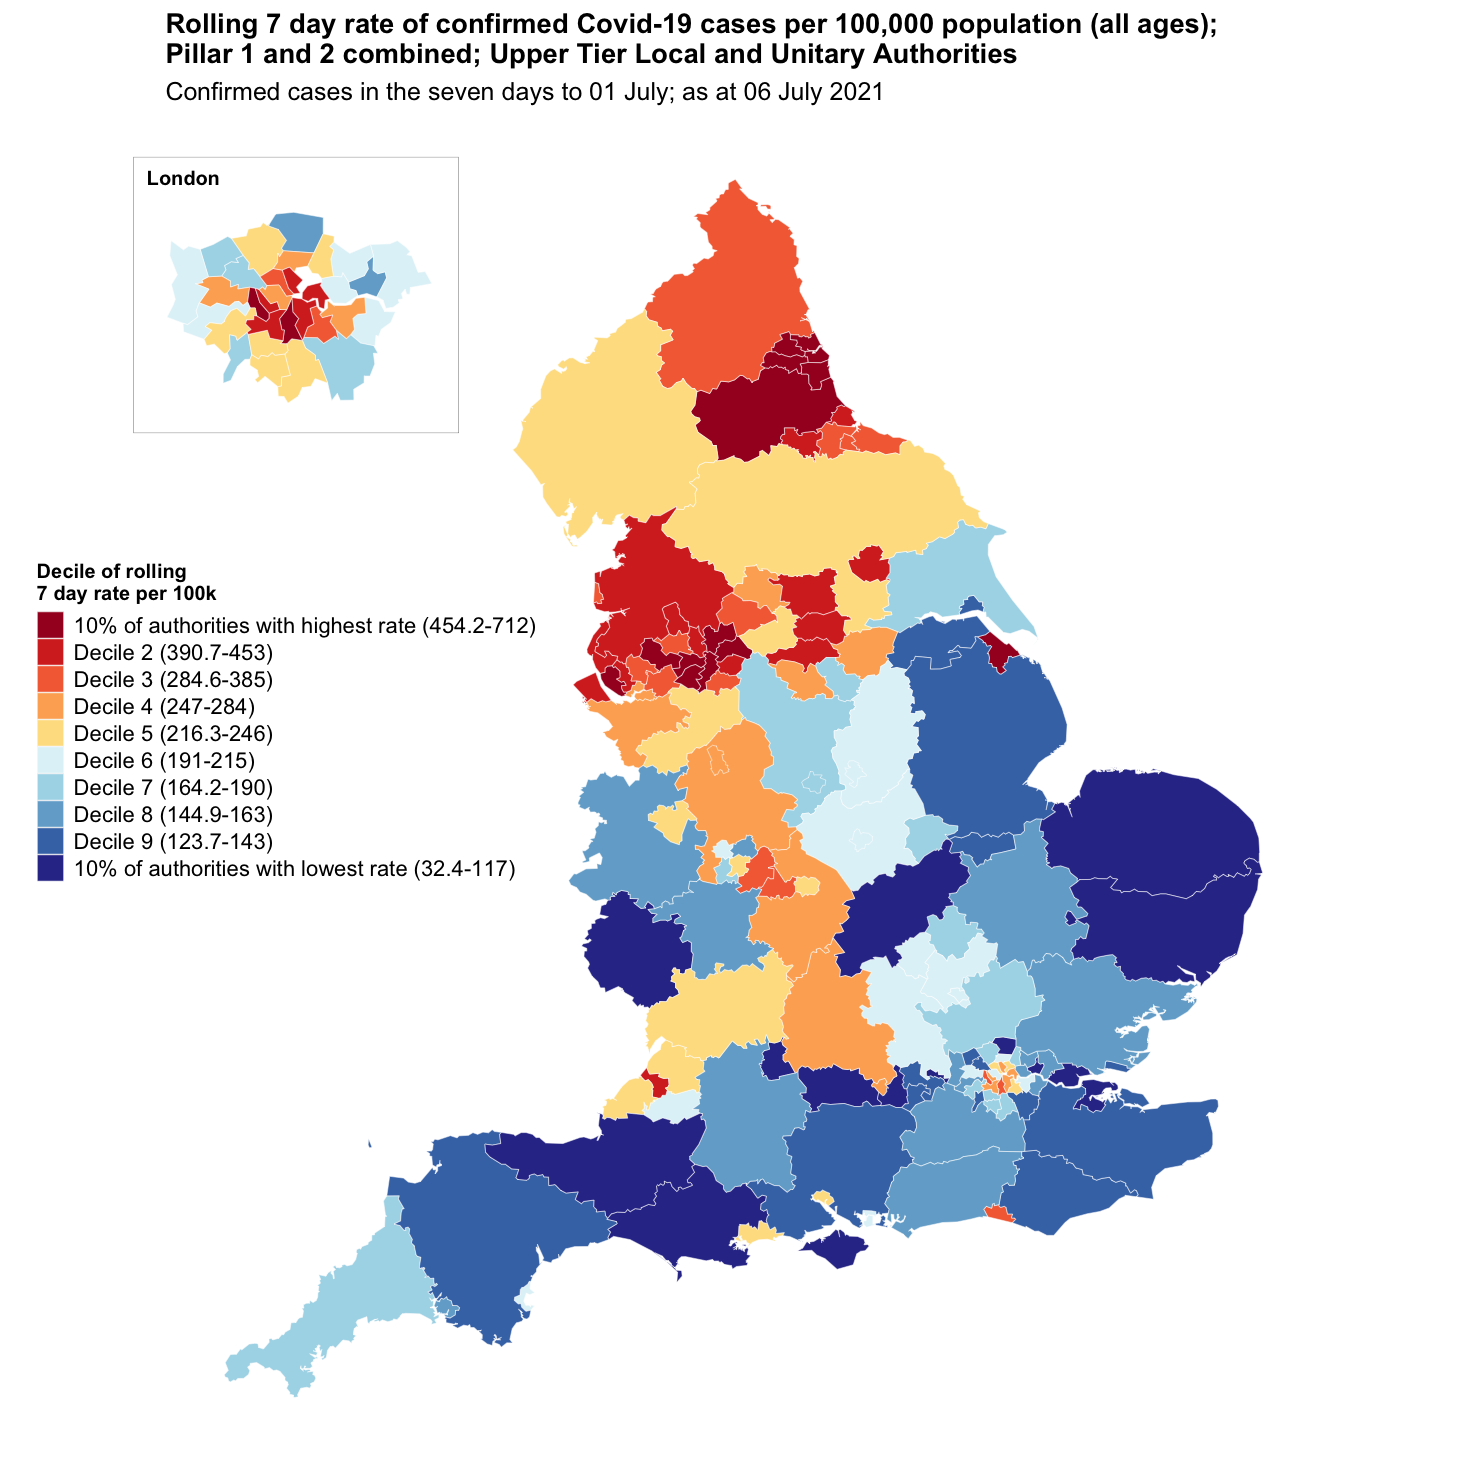 Rolling 7 day rate of confirmed Covid-19 cases per 100,000 population (all ages);
Pillar 1 and 2 combined; Upper Tier Local and Unitary Authorities
Confirmed cases in the seven days to 01 July; as at 06 July 2021
London
Decile of rolling
7 day rate per 100k
10% of authorities with highest rate (454.2-712)
Decile 2 (390.7-453)
Decile 3 (284.6-385)
Decile 4 (247-284)
Decile 5 (216.3-246)
Decile 6 (191-215)
Decile 7 (164.2-190)
Decile 8 (144.9-163)
Decile 9 (123.7-143)
10% of authorities with lowest rate (32.4-117)